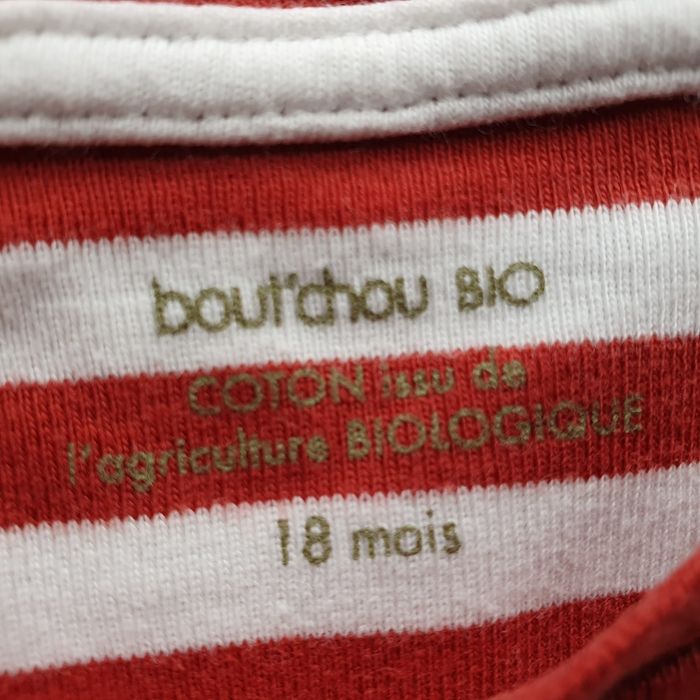 bout'chou BIO
COTON issu de
l'agriculture BIOLOGIQUE
18 mois